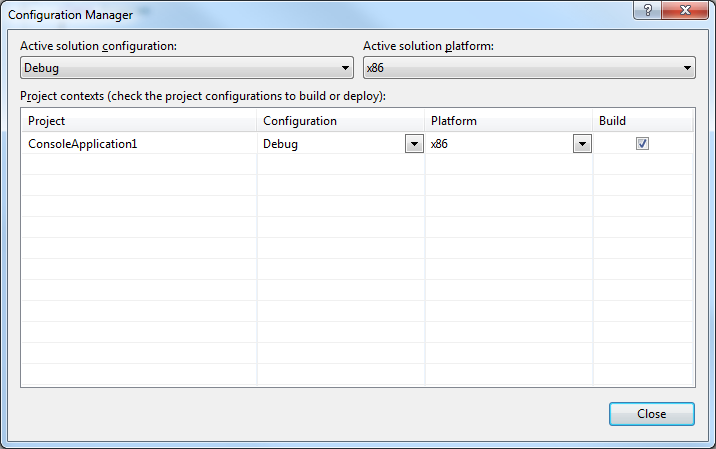 Configuration Manager
Active solution configuration: Active solution platform:
Debug x86
Project contexts (check the project configurations to build or deploy):
Project Configuration Platform Build
ConsoleApplication1 Debug x86
Close